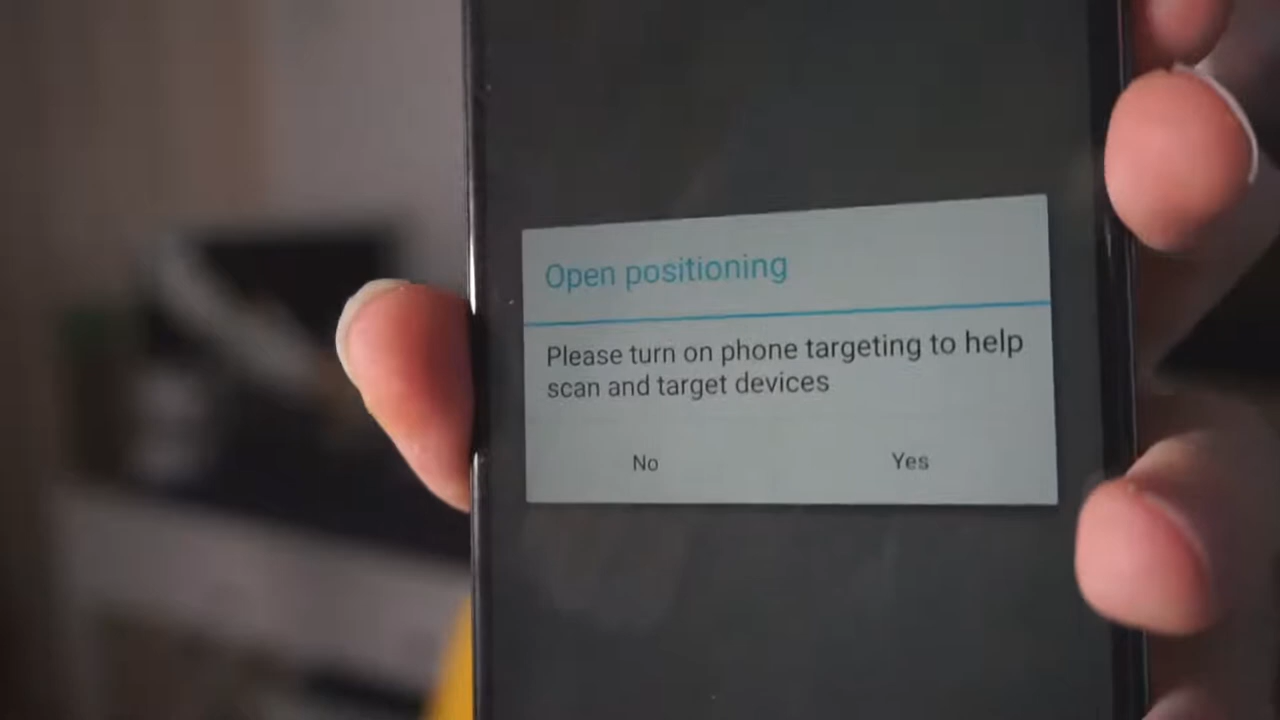 Open positioning
Please turn on phone targeting to help
scan and target devices
No
Yes